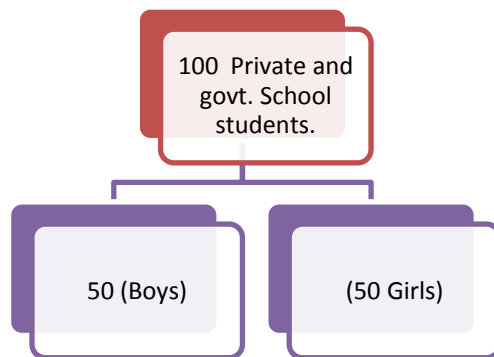 100 Private and
govt. School
students.
50 (Boys)
(50 Girls)